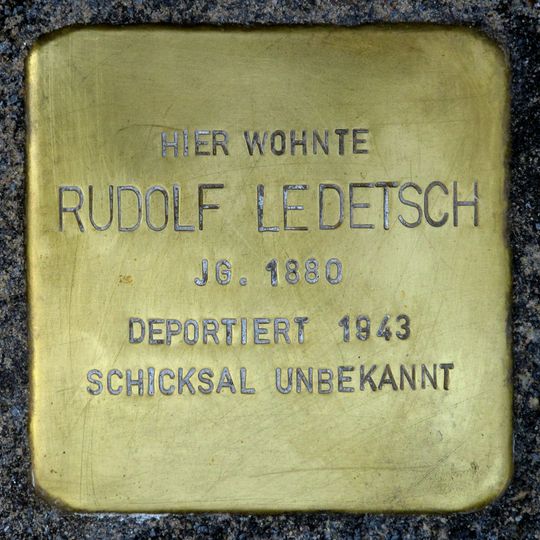 HIER WOHNTE
RUDOLF LEDETSCH
JG. 1880
DEPORTIERT 1943
SCHICKSAL UNBEKANNT